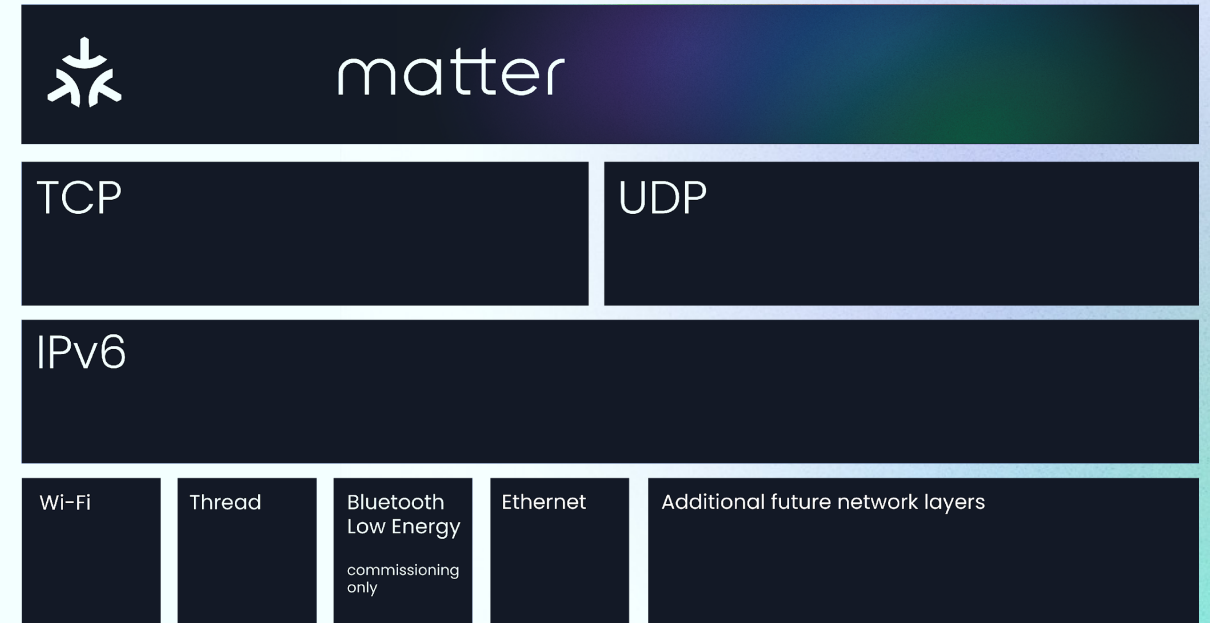 matter
TCP
UDP
IPv6
Wi-Fi
Thread
Bluetooth
Low Energy
commissioning
only
Ethernet
Additional future network layers